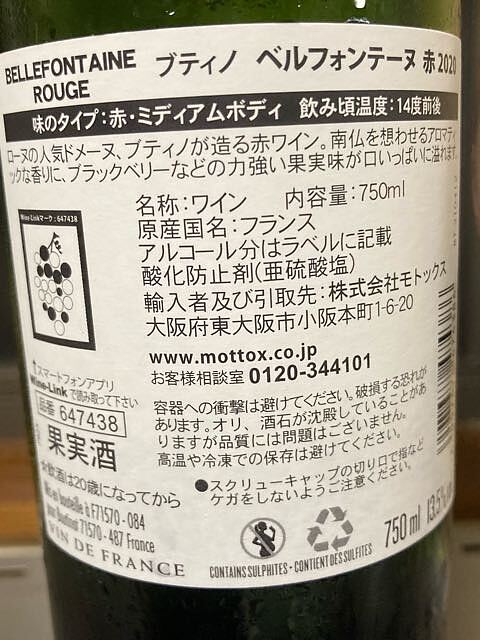 BELLEFONTAINE ROUGE
ブティノ ベルフォンテーヌ 赤 2020
味のタイプ:赤・ミディアムボディ 飲み頃温度:14度前後
ローヌの人気ドメーヌ、ブティノが造る赤ワイン。南仏を想わせるアロマティ
ックな香りに、ブラックベリーなどの力強い果実味が口いっぱいに溢れます。
名称:ワイン 内容量:750ml
原産国名:フランス
アルコール分はラベルに記載
酸化防止剤(亜硫酸塩)
輸入者及び引取先:株式会社モトックス
大阪府東大阪市小阪本町1-6-20
www.mottox.co.jp
お客様相談室 0120-344101
Wine-Linkマーク:647438
スマートフォンアプリ
Wine-Linkで読み取って下さい
品番 647438
果実酒
お飲酒は20歳になってから
容器への衝撃は避けてください。破損する恐れが
あります。オリ、酒石が沈殿していることがあ
りますが品質には問題はございません。
高温や冷凍での保存は避けてください。
●スクリューキャップの切り口で指など
ケガをしないようご注意ください。
Mis en bouteille à F71570 - 084
pour Boutinot 71570 - 487 France
VIN DE FRANCE
CONTAINS SULPHITES • CONTIENT DES SULFITES
750 ml 13,5%